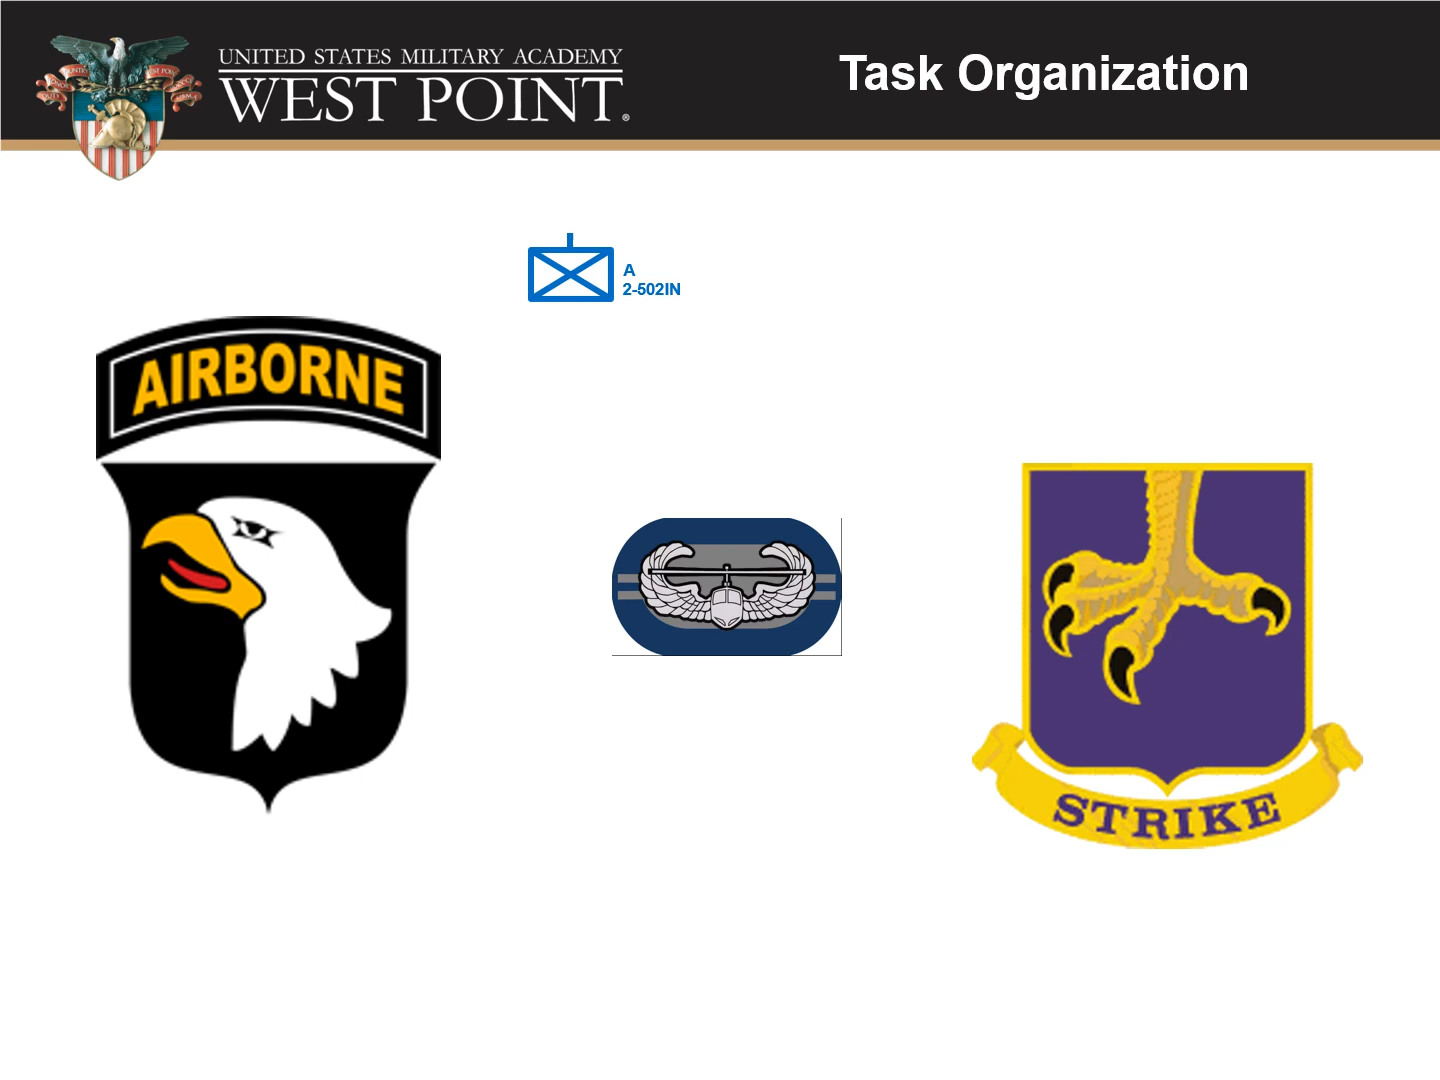 UNITED STATES MILITARY ACADEMY
WEST POINT®
Task Organization
A
2-502IN
AIRBORNE
STRIKE